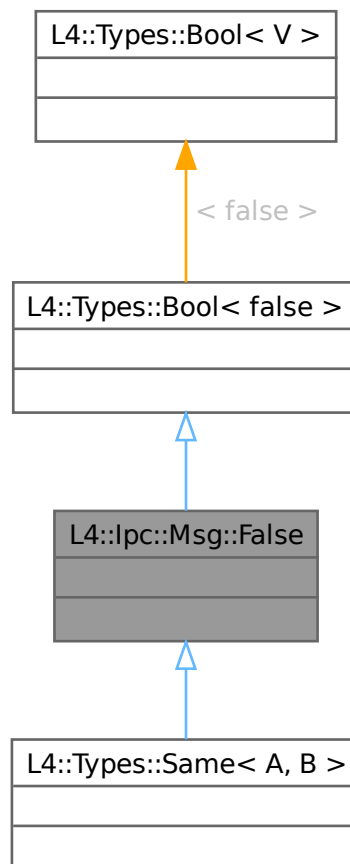 L4::Types::Bool< V >
< false >
L4::Types::Bool< false >
L4::Ipc::Msg::False
L4::Types::Same< A, B >